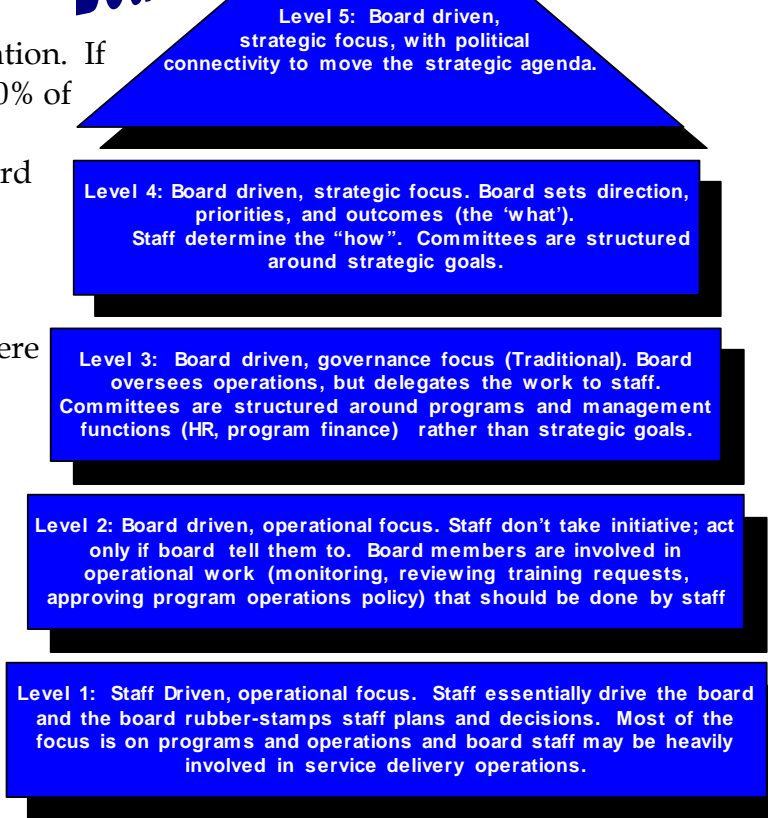 Level 5: Board driven,
strategic focus, with political
connectivity to move the strategic agenda.
If
0% of
Level 4: Board driven, strategic focus. Board sets direction,
priorities, and outcomes (the ‘what’).
Staff determine the “how”. Committees are structured
around strategic goals.
Level 3: Board driven, governance focus (Traditional). Board
oversees operations, but delegates the work to staff.
Committees are structured around programs and management
functions (HR, program finance) rather than strategic goals.
Level 2: Board driven, operational focus. Staff don’t take initiative; act
only if board tell them to. Board members are involved in
operational work (monitoring, reviewing training requests,
approving program operations policy) that should be done by staff
Level 1: Staff Driven, operational focus. Staff essentially drive the board
and the board rubber-stamps staff plans and decisions. Most of the
focus is on programs and operations and board staff may be heavily
involved in service delivery operations.